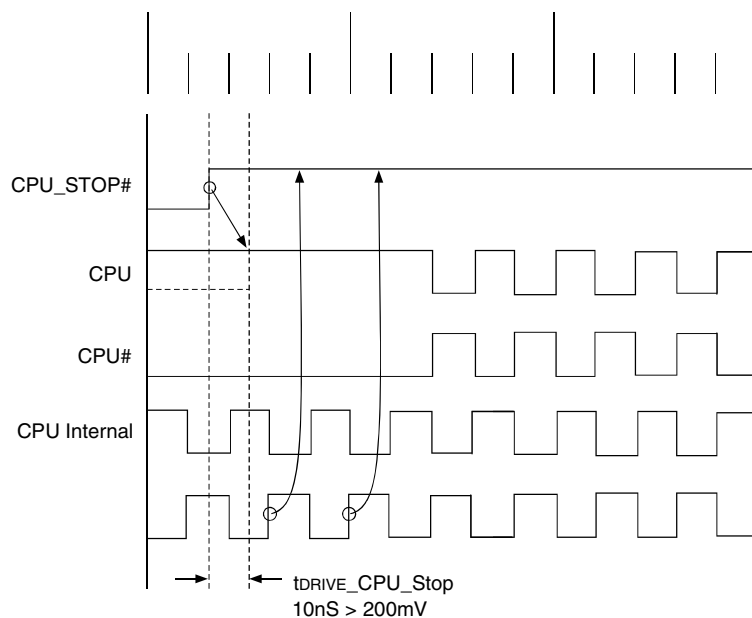 CPU_STOP#
CPU
CPU#
CPU Internal
tDRIVE_CPU_Stop
10nS > 200mV